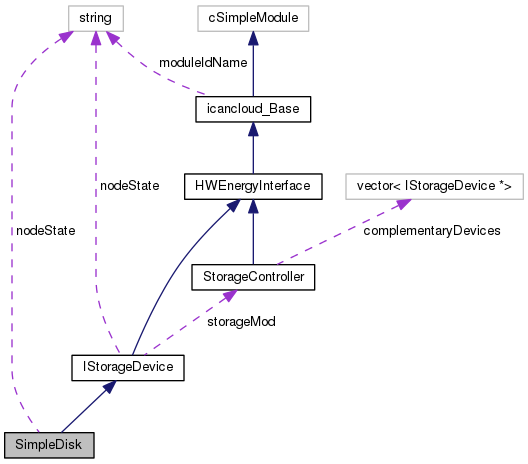 string
cSimpleModule
moduleIdName
icancloud_Base
nodeState
HWEnergyInterface
vector< IStorageDevice *>
nodeState
complementaryDevices
StorageController
storageMod
IStorageDevice
SimpleDisk